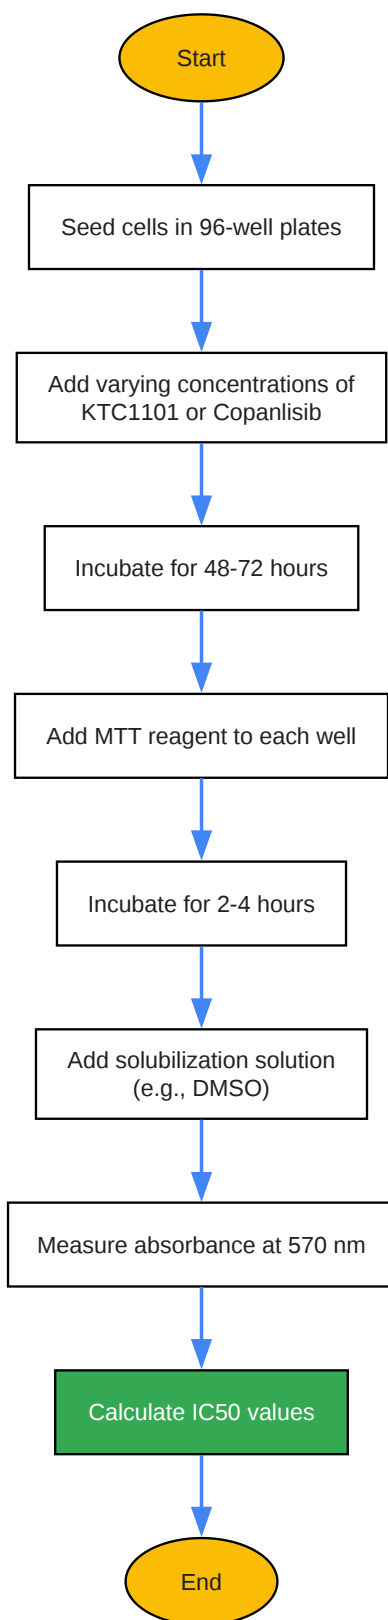 Start
Seed cells in 96-well plates
Add varying concentrations of
KTC1101 or Copanlisib
Incubate for 48-72 hours
Add MTT reagent to each well
Incubate for 2-4 hours
Add solubilization solution
(e.g., DMSO)
Measure absorbance at 570 nm
Calculate IC50 values
End